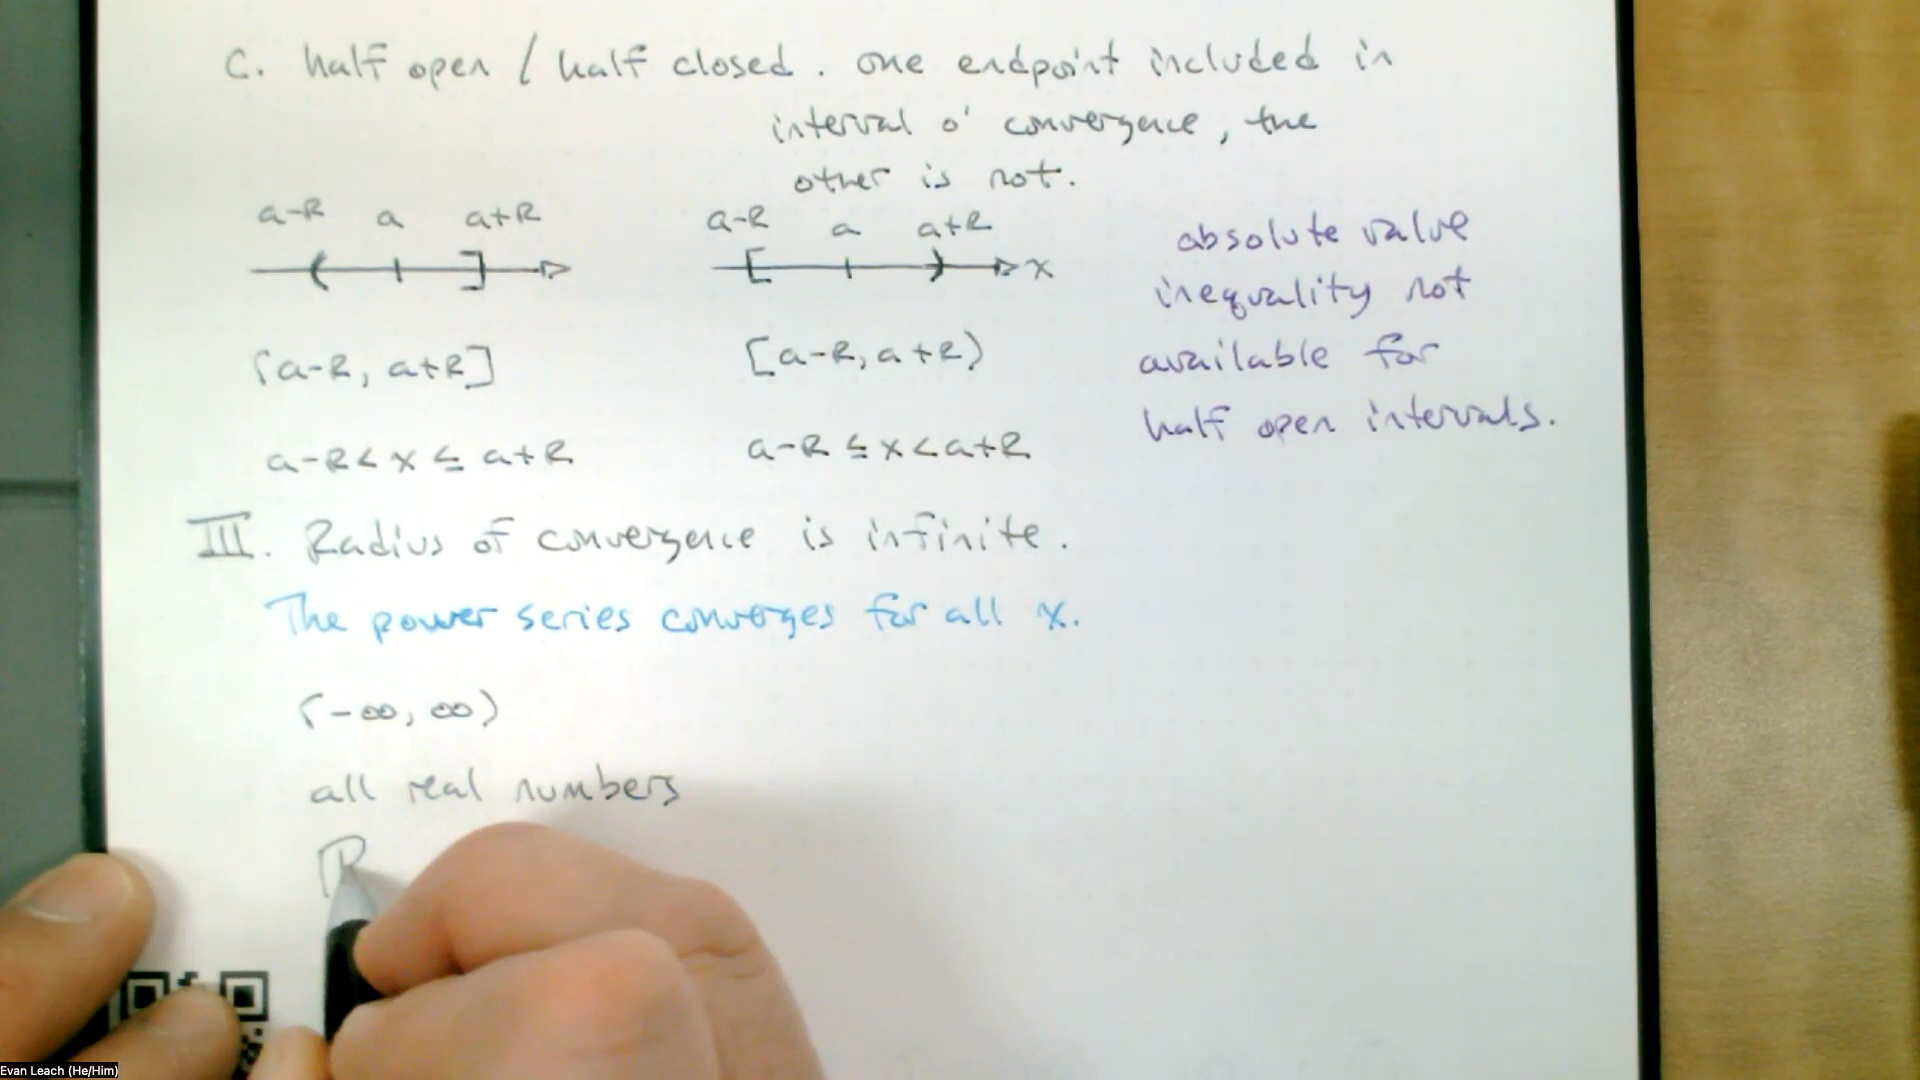 C. half open / half closed. one endpoint included in
interval o' convergence, the
other is not.
a-R a a+R
a-R a a+R
x
(a-R, a+R]
[a-R, a+R)
a-R < x ≤ a+R
a-R ≤ x < a+R
absolute value
inequality not
available for
half open intervals.
III. Radius of convergence is infinite.
The power series converges for all x.
(-∞, ∞)
all real numbers
ℝ
Evan Leach (He/Him)